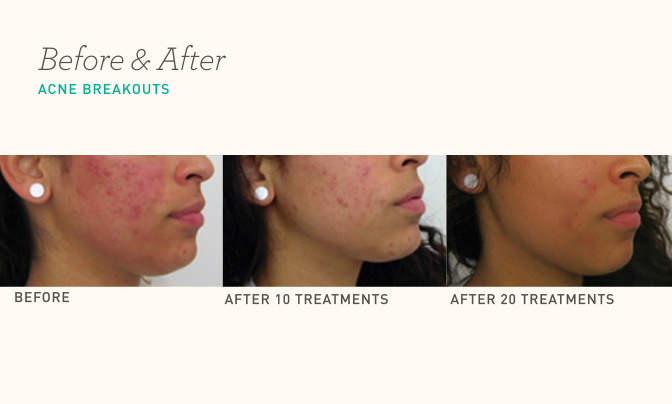 Before & After
ACNE BREAKOUTS
BEFORE
AFTER 10 TREATMENTS
AFTER 20 TREATMENTS